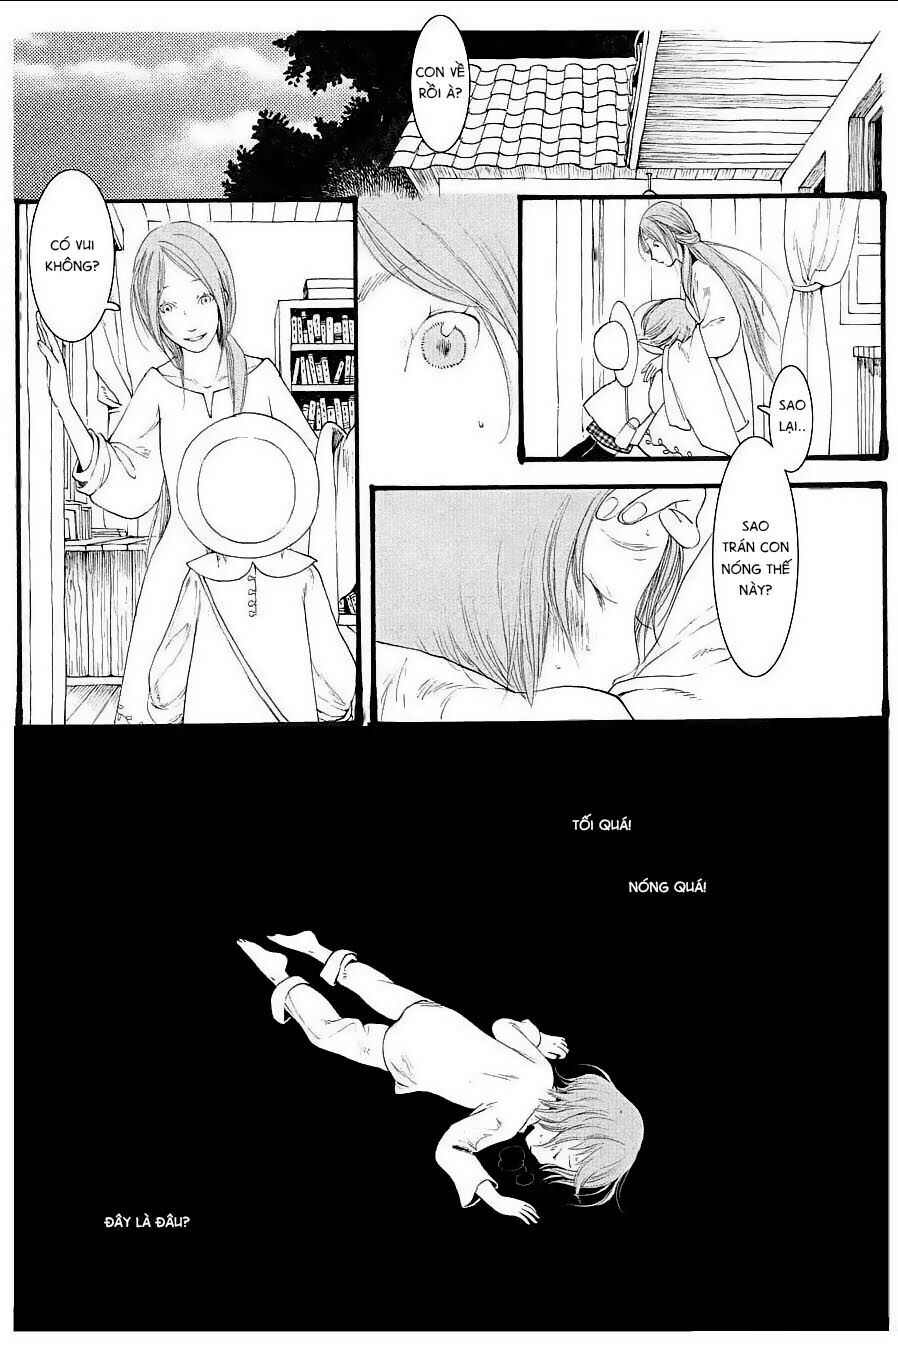 CON VỀ
RỒI À?
CÓ VUI
KHÔNG?
SAO
LẠI..
SAO
TRÁN CON
NÓNG THẾ
NÀY?
TỐI QUÁ!
NÓNG QUÁ!
ĐÂY LÀ ĐÂU?